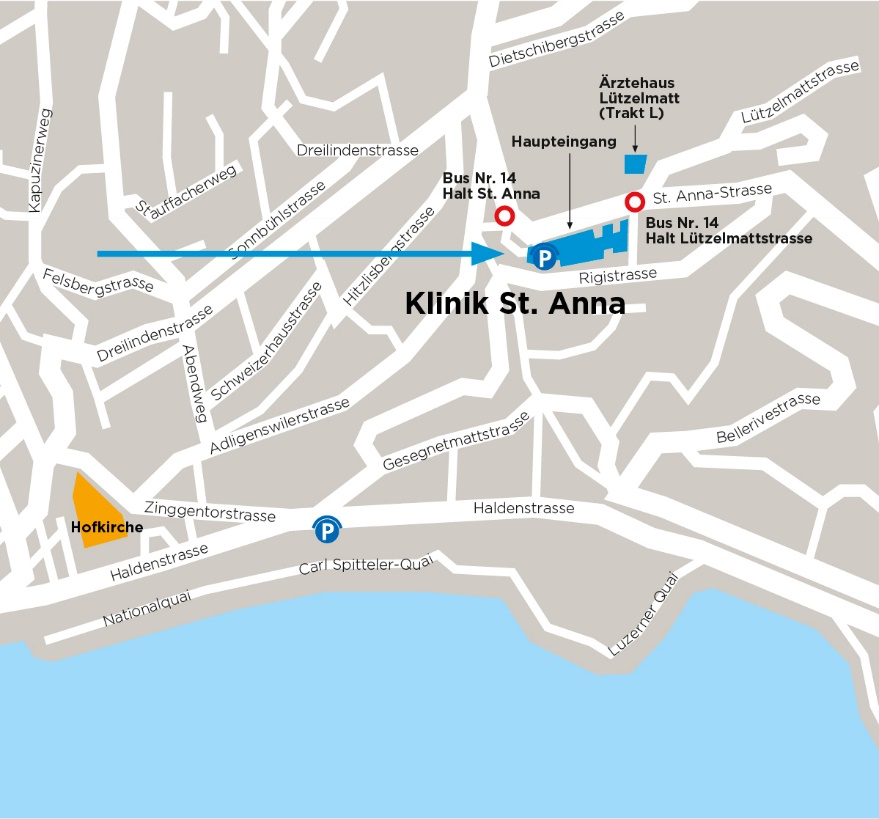 Dietschibergstrasse
Ärztehaus
Lützelmatt
(Trakt L)
Lützelmattstrasse
Kapuzinerweg
Haupteingang
Dreilindenstrasse
Bus Nr. 14
Halt St. Anna
Stauffacherweg
Sonnbühlstrasse
St. Anna-Strasse
Bus Nr. 14
Halt Lützelmattstrasse
Hitzlisbergstrasse
P
Rigistrasse
Felsbergstrasse
Klinik St. Anna
Dreilindenstrasse
Schweizerhausstrasse
Abendweg
Adligenswilerstrasse
Gesegnetmattstrasse
Bellerivestrasse
Zinggentorstrasse
Haldenstrasse
Hofkirche
P
Haldenstrasse
Carl Spitteler-Quai
Nationalquai
Luzerner Quai